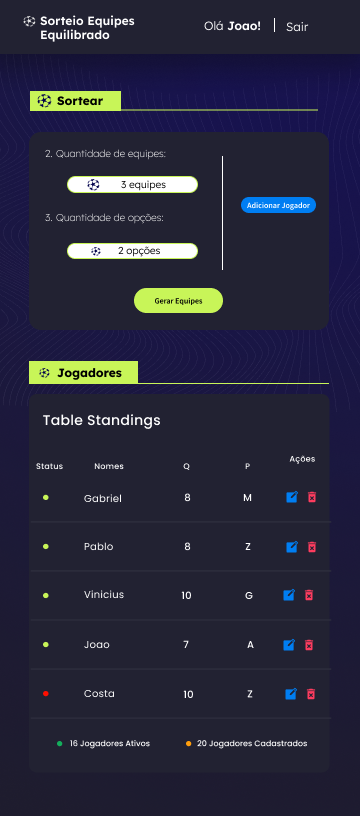 Sorteio Equipes
Equilibrado
Olá Joao!
Sair
Sortear
2. Quantidade de equipes:
3 equipes
3. Quantidade de opções:
2 opções
Adicionar Jogador
Gerar Equipes
Jogadores
Table Standings
Status Nomes Q P Ações
Gabriel 8 M
Pablo 8 Z
Vinicius 10 G
Joao 7 A
Costa 10 Z
16 Jogadores Ativos 20 Jogadores Cadastrados